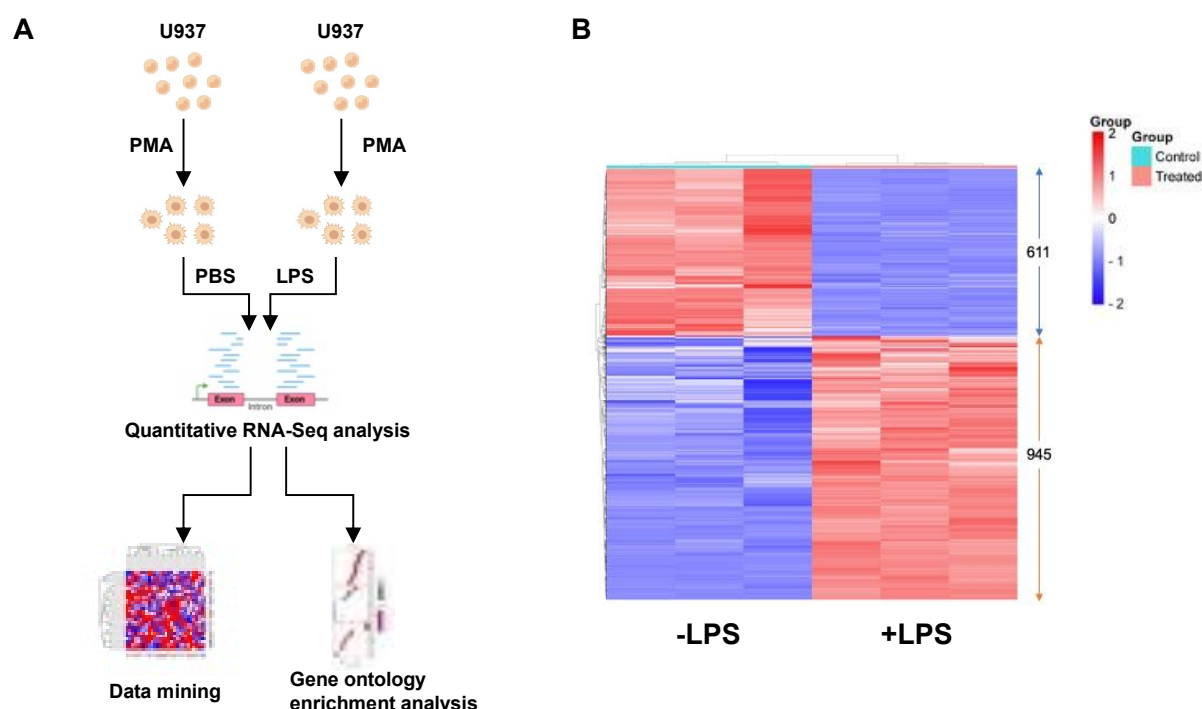 A
U937
U937
PMA
PMA
PBS
LPS
Exon
Intron
Exon
Quantitative RNA-Seq analysis
Data mining
Gene ontology
enrichment analysis
B
Group
2
1
0
- 1
- 2
Group
Control
Treated
611
945
-LPS
+LPS